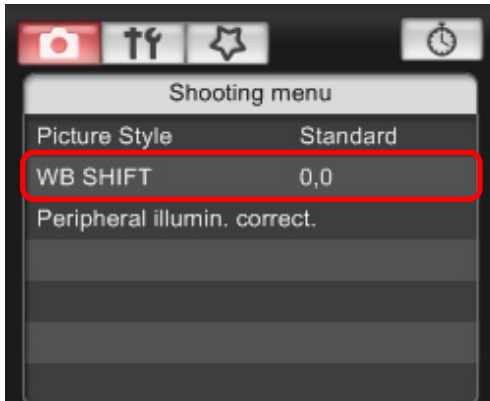 Shooting menu
Picture Style Standard
WB SHIFT 0,0
Peripheral illumin. correct.